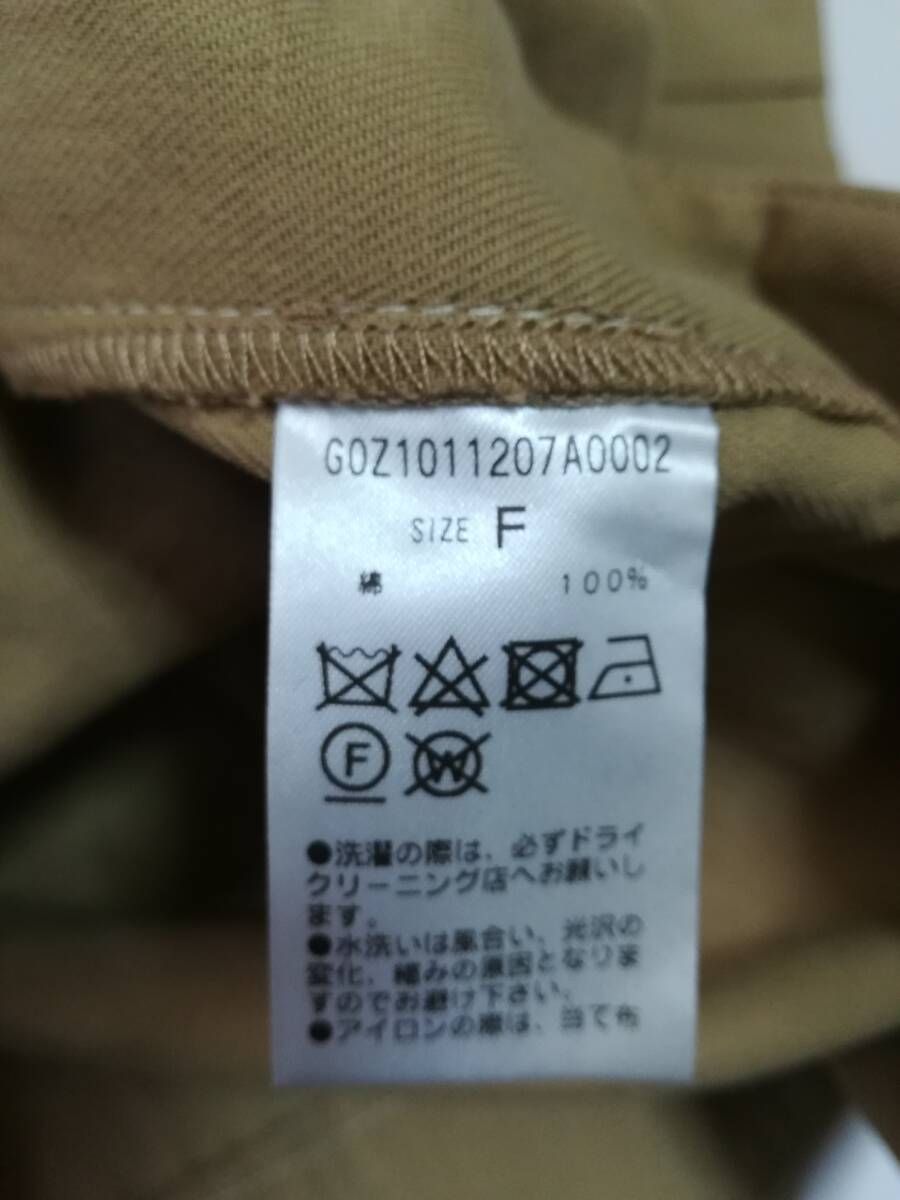 G0Z1011207A0002
SIZE F
綿 100%
F
W
●洗濯の際は、必ずドライ
クリーニング店へお願いし
ます。
●水洗いは風合い、光沢の
変化、縮みの原因となりま
すのでお避け下さい。
●アイロンの際は、当て布